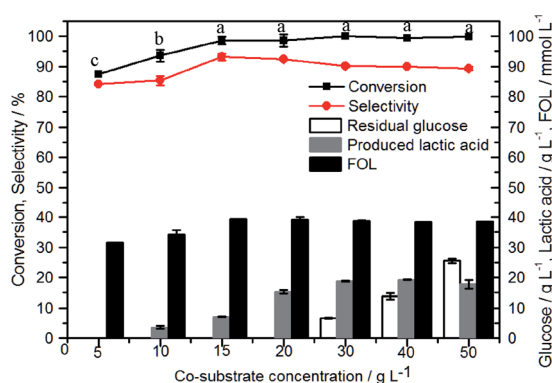 100
90
80
70
60
50
40
30
20
10
0
Conversion, Selectivity / %
c
b
a
a
a
a
a
Conversion
Selectivity
Residual glucose
Produced lactic acid
FOL
100
90
80
70
60
50
40
30
20
10
0
Glucose / g L⁻¹, Lactic acid / g L⁻¹, FOL / mmol L⁻¹
0 5 10 15 20 30 40 50
Co-substrate concentration / g L⁻¹